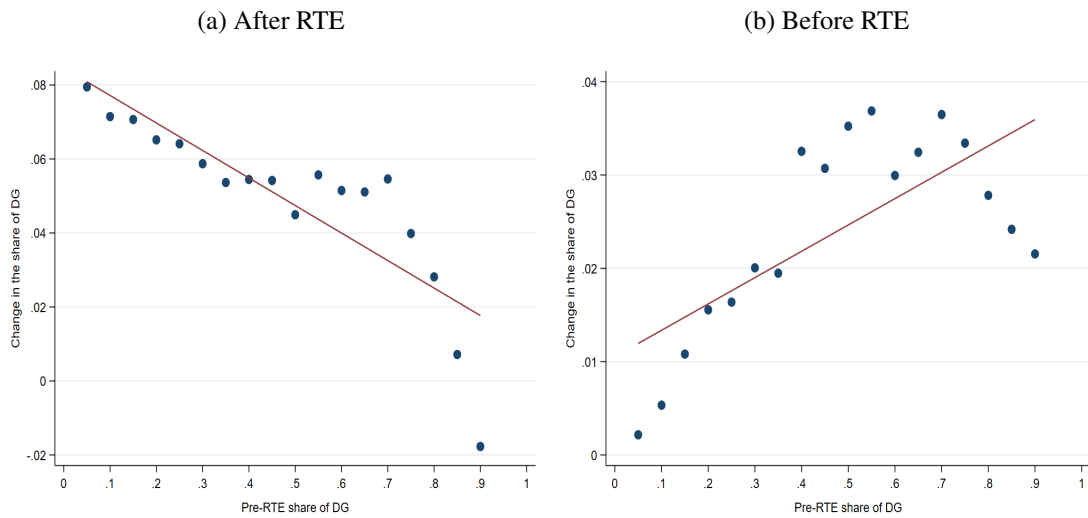 (a) After RTE
Change in the share of DG
.08
.06
.04
.02
0
-.02
0 .1 .2 .3 .4 .5 .6 .7 .8 .9 1
Pre-RTE share of DG
(b) Before RTE
Change in the share of DG
.04
.03
.02
.01
0
0 .1 .2 .3 .4 .5 .6 .7 .8 .9 1
Pre-RTE share of DG